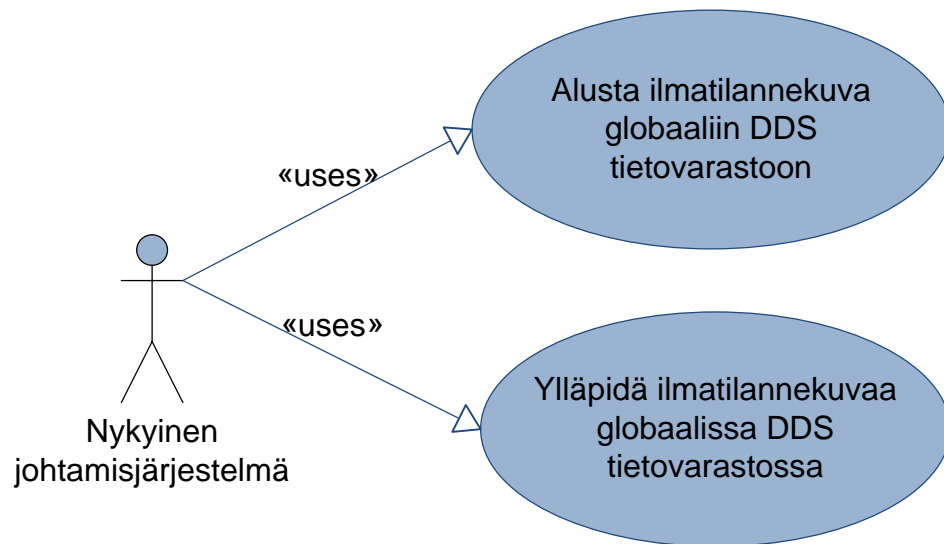 Alusta ilmatilannekuva
globaaliin DDS
tietovarastoon
«uses»
«uses»
Ylläpidä ilmatilannekuvaa
globaalissa DDS
tietovarastossa
Nykyinen
johtamisjärjestelmä